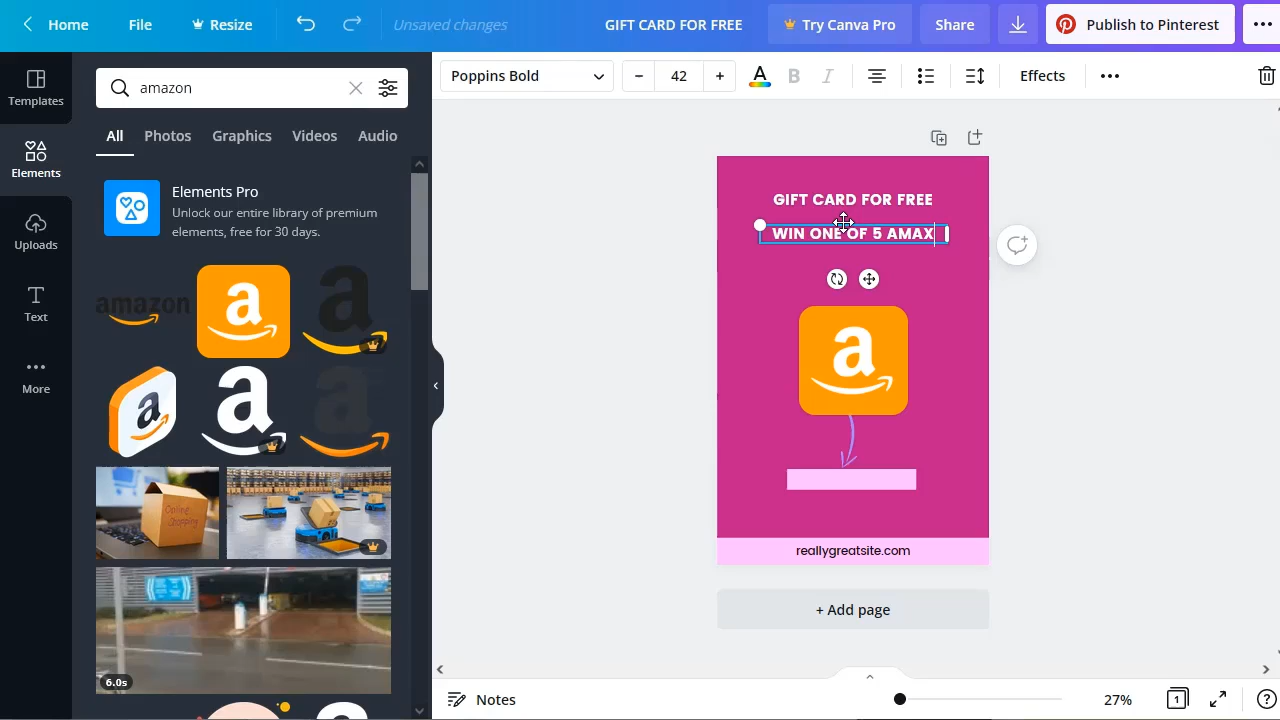 Home
File
Resize
Unsaved changes
GIFT CARD FOR FREE
Try Canva Pro
Share
Publish to Pinterest
Templates
Elements
Uploads
Text
More
amazon
All
Photos
Graphics
Videos
Audio
Elements Pro
Unlock our entire library of premium
elements, free for 30 days.
amazon
a
a
a
a
a
Online
Shopping
6.0s
Poppins Bold
42
A
B
I
Effects
GIFT CARD FOR FREE
WIN ONE OF 5 AMAX
a
reallygreatsite.com
+ Add page
Notes
27%
1